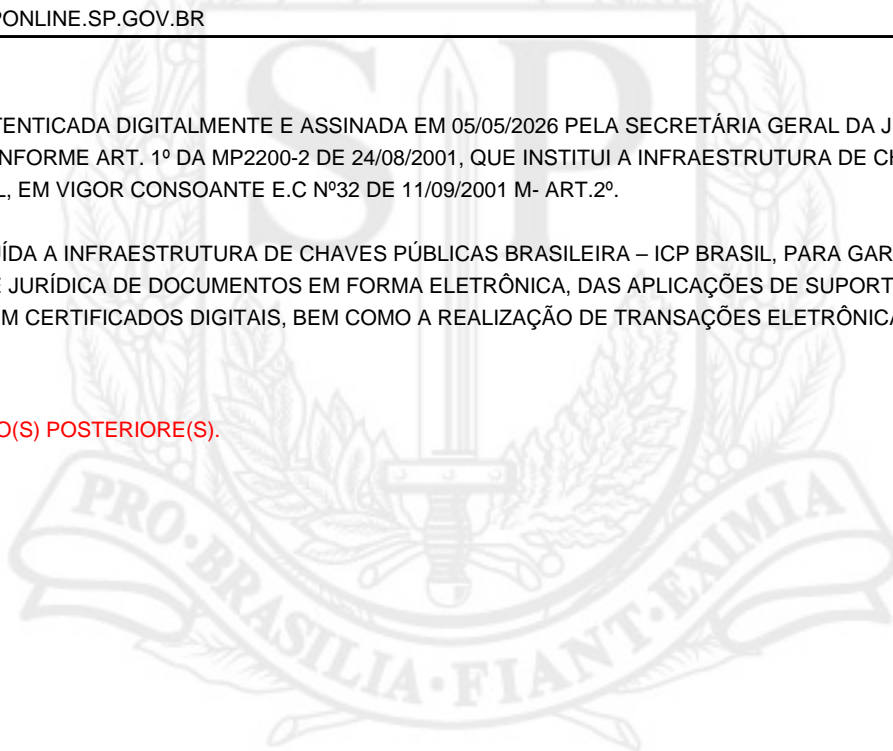 PONLINE.SP.GOV.BR
TENTICADA DIGITALMENTE E ASSINADA EM 05/05/2026 PELA SECRETÁRIA GERAL DA J
NFORME ART. 1º DA MP2200-2 DE 24/08/2001, QUE INSTITUI A INFRAESTRUTURA DE CH
L, EM VIGOR CONSOANTE E.C Nº32 DE 11/09/2001 M- ART.2º.
UÍDA A INFRAESTRUTURA DE CHAVES PÚBLICAS BRASILEIRA – ICP BRASIL, PARA GAR
E JURÍDICA DE DOCUMENTOS EM FORMA ELETRÔNICA, DAS APLICAÇÕES DE SUPORT
EM CERTIFICADOS DIGITAIS, BEM COMO A REALIZAÇÃO DE TRANSAÇÕES ELETRÔNICA
O(S) POSTERIORE(S).
SP
PRO·BRASILIA·FIANT·EXIMIA